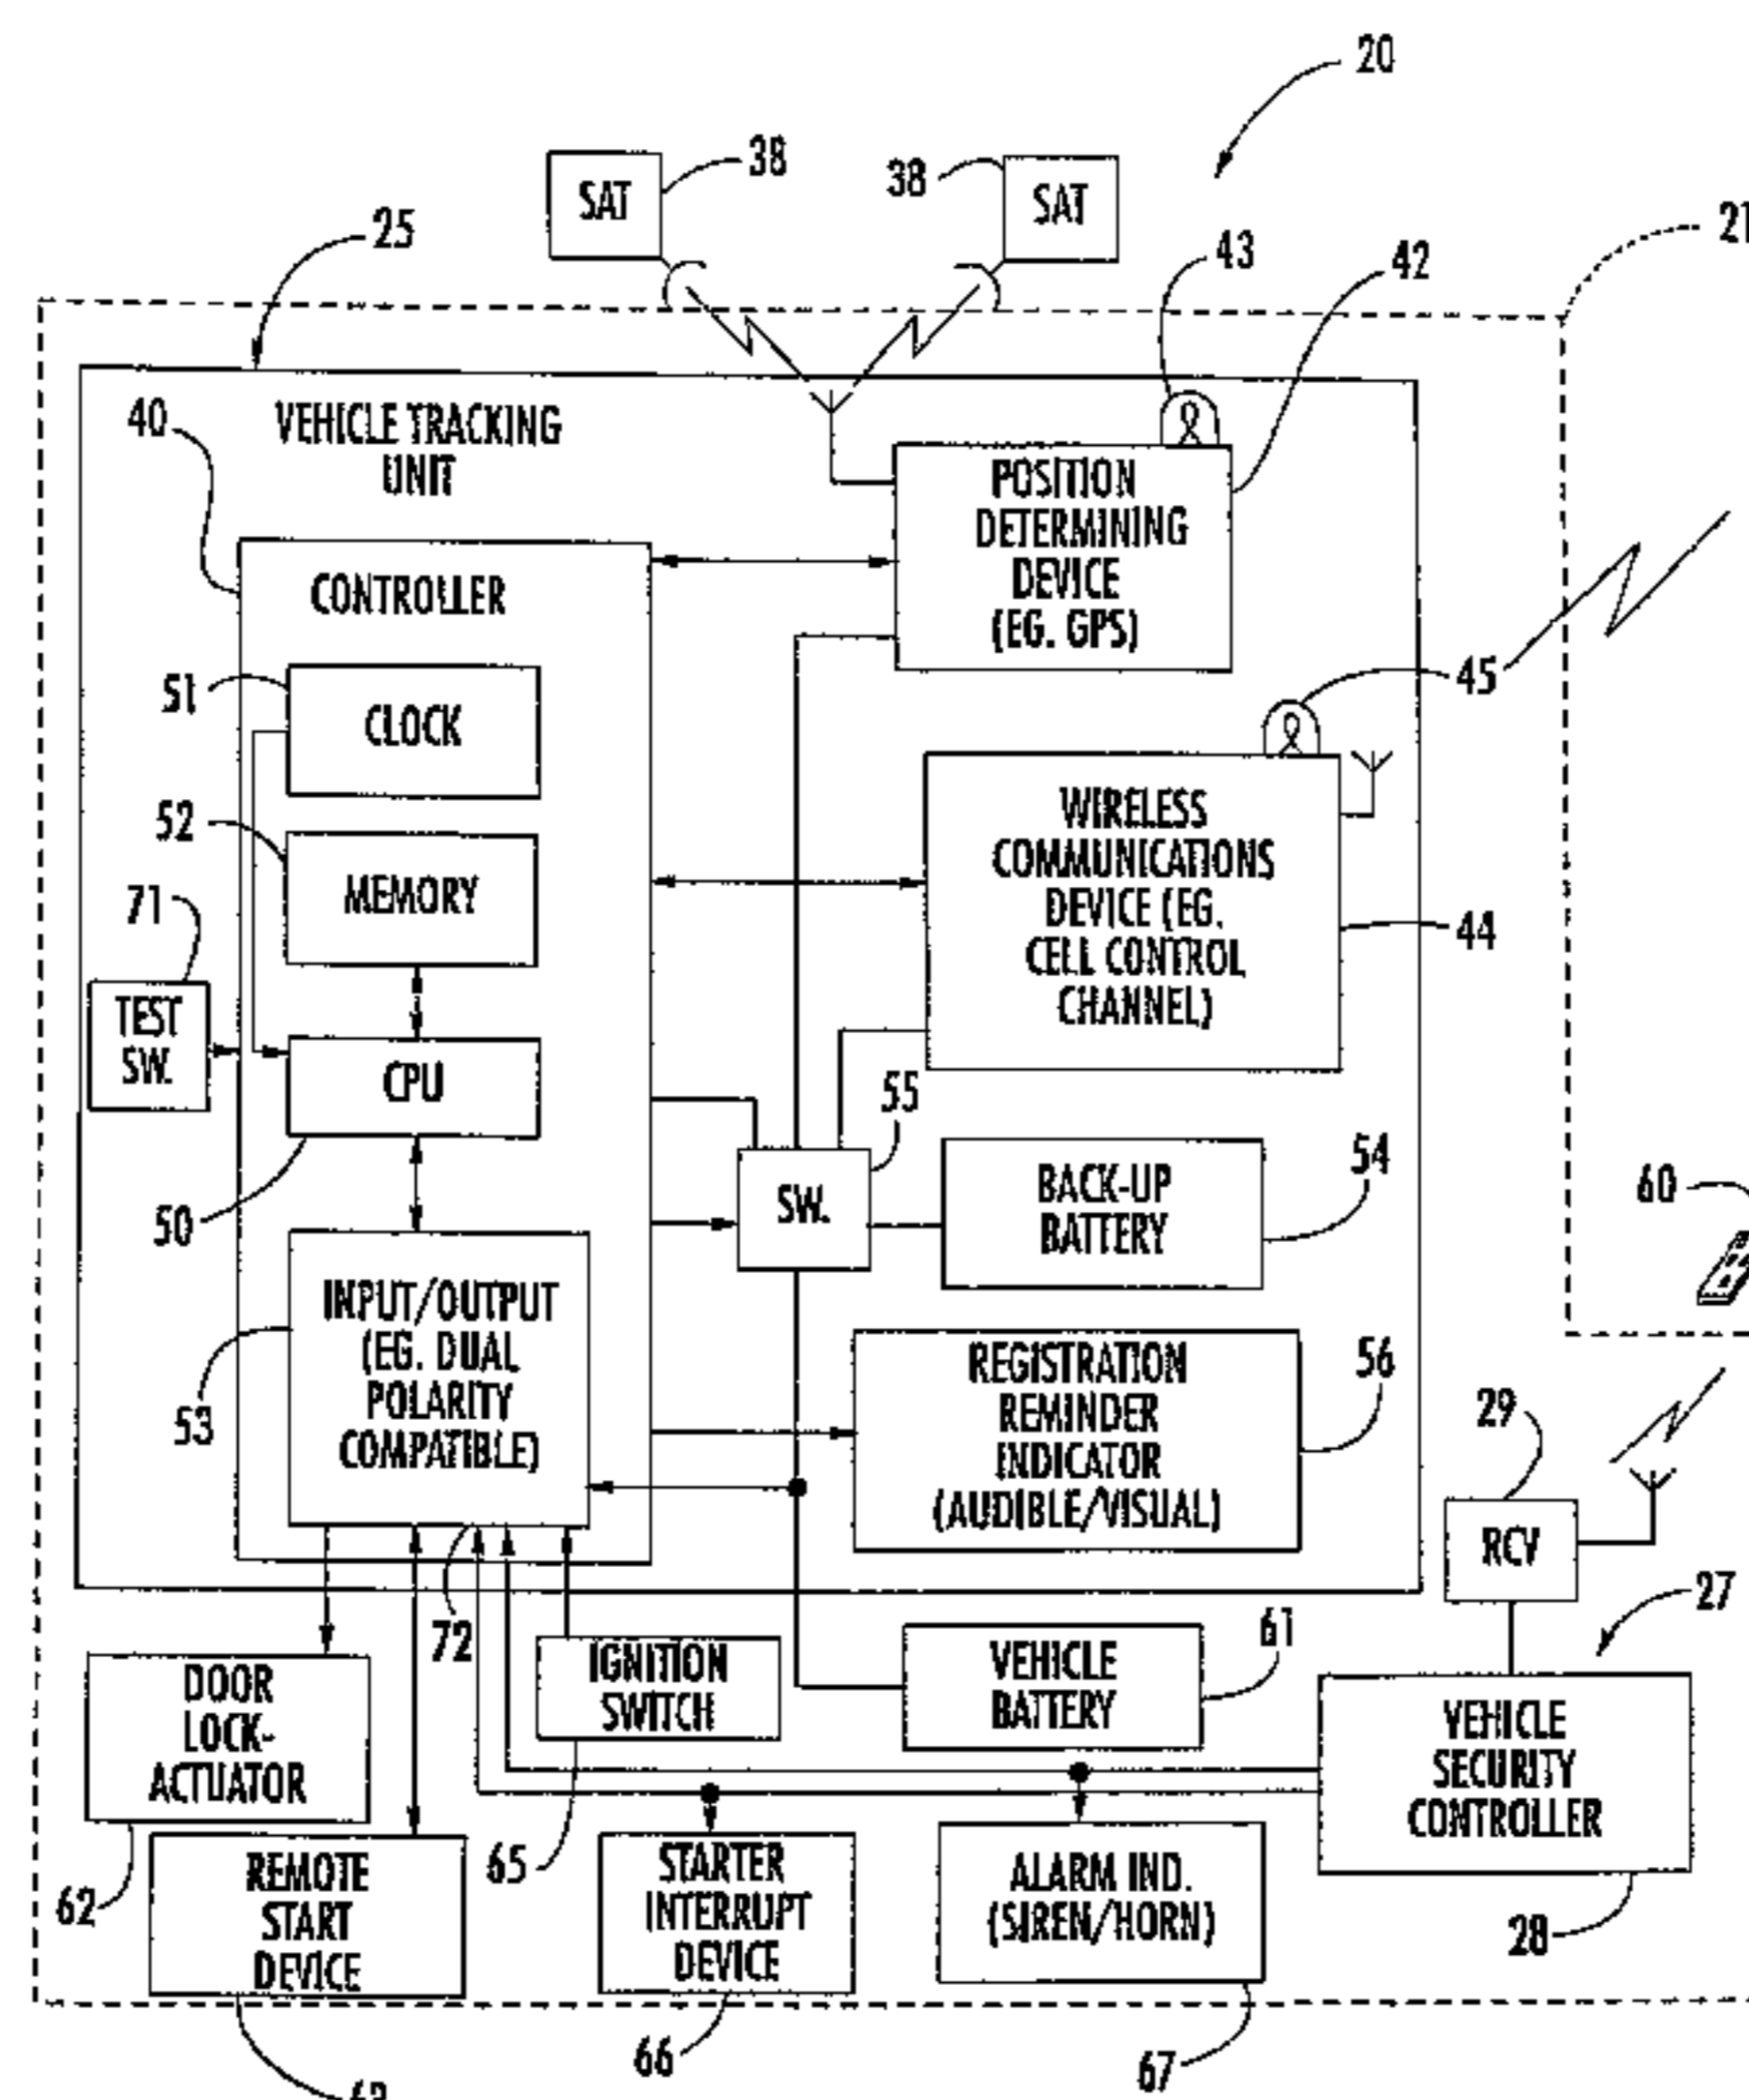 20
38
38
SAT
SAT
25
43
42
40
VEHICLE TRACKING
UNIT
POSITION
DETERMINING
DEVICE
(EG. GPS)
CONTROLLER
51
CLOCK
45
52
MEMORY
WIRELESS
COMMUNICATIONS
DEVICE (EG.
CELL CONTROL
CHANNEL)
44
71
TEST
SW.
CPU
50
55
SW.
BACK-UP
BATTERY
54
60
INPUT/OUTPUT
(EG. DUAL
POLARITY
COMPATIBLE)
53
REGISTRATION
REMINDER
INDICATOR
(AUDIBLE/VISUAL)
56
29
RCV
27
72
DOOR
LOCK-
ACTUATOR
62
IGNITION
SWITCH
65
VEHICLE
BATTERY
61
VEHICLE
SECURITY
CONTROLLER
28
REMOTE
START
DEVICE
STARTER
INTERRUPT
DEVICE
66
ALARM IND.
(SIREN/HORN)
67